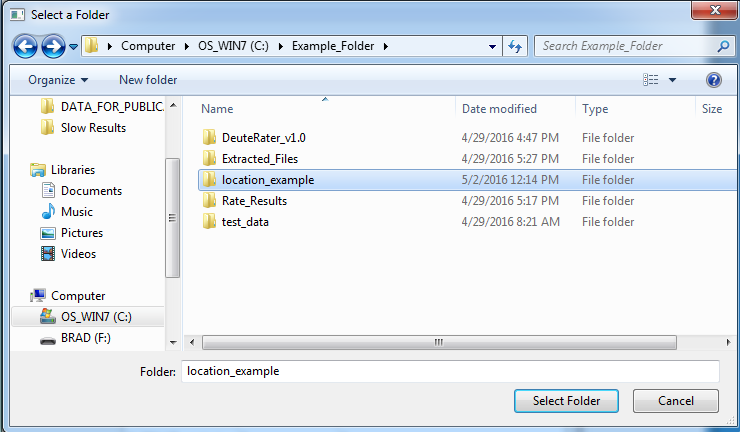 Select a Folder
Computer OS_WIN7 (C:) Example_Folder Search Example_Folder
Organize New folder
Name Date modified Type Size
DATA_FOR_PUBLIC.
Slow Results
Libraries
Documents
Music
Pictures
Videos
Computer
OS_WIN7 (C:)
BRAD (F:)
DeuteRater_v1.0 4/29/2016 4:47 PM File folder
Extracted_Files 4/29/2016 5:27 PM File folder
location_example 5/2/2016 12:14 PM File folder
Rate_Results 4/29/2016 5:17 PM File folder
test_data 4/29/2016 8:21 AM File folder
Folder: location_example
Select Folder Cancel